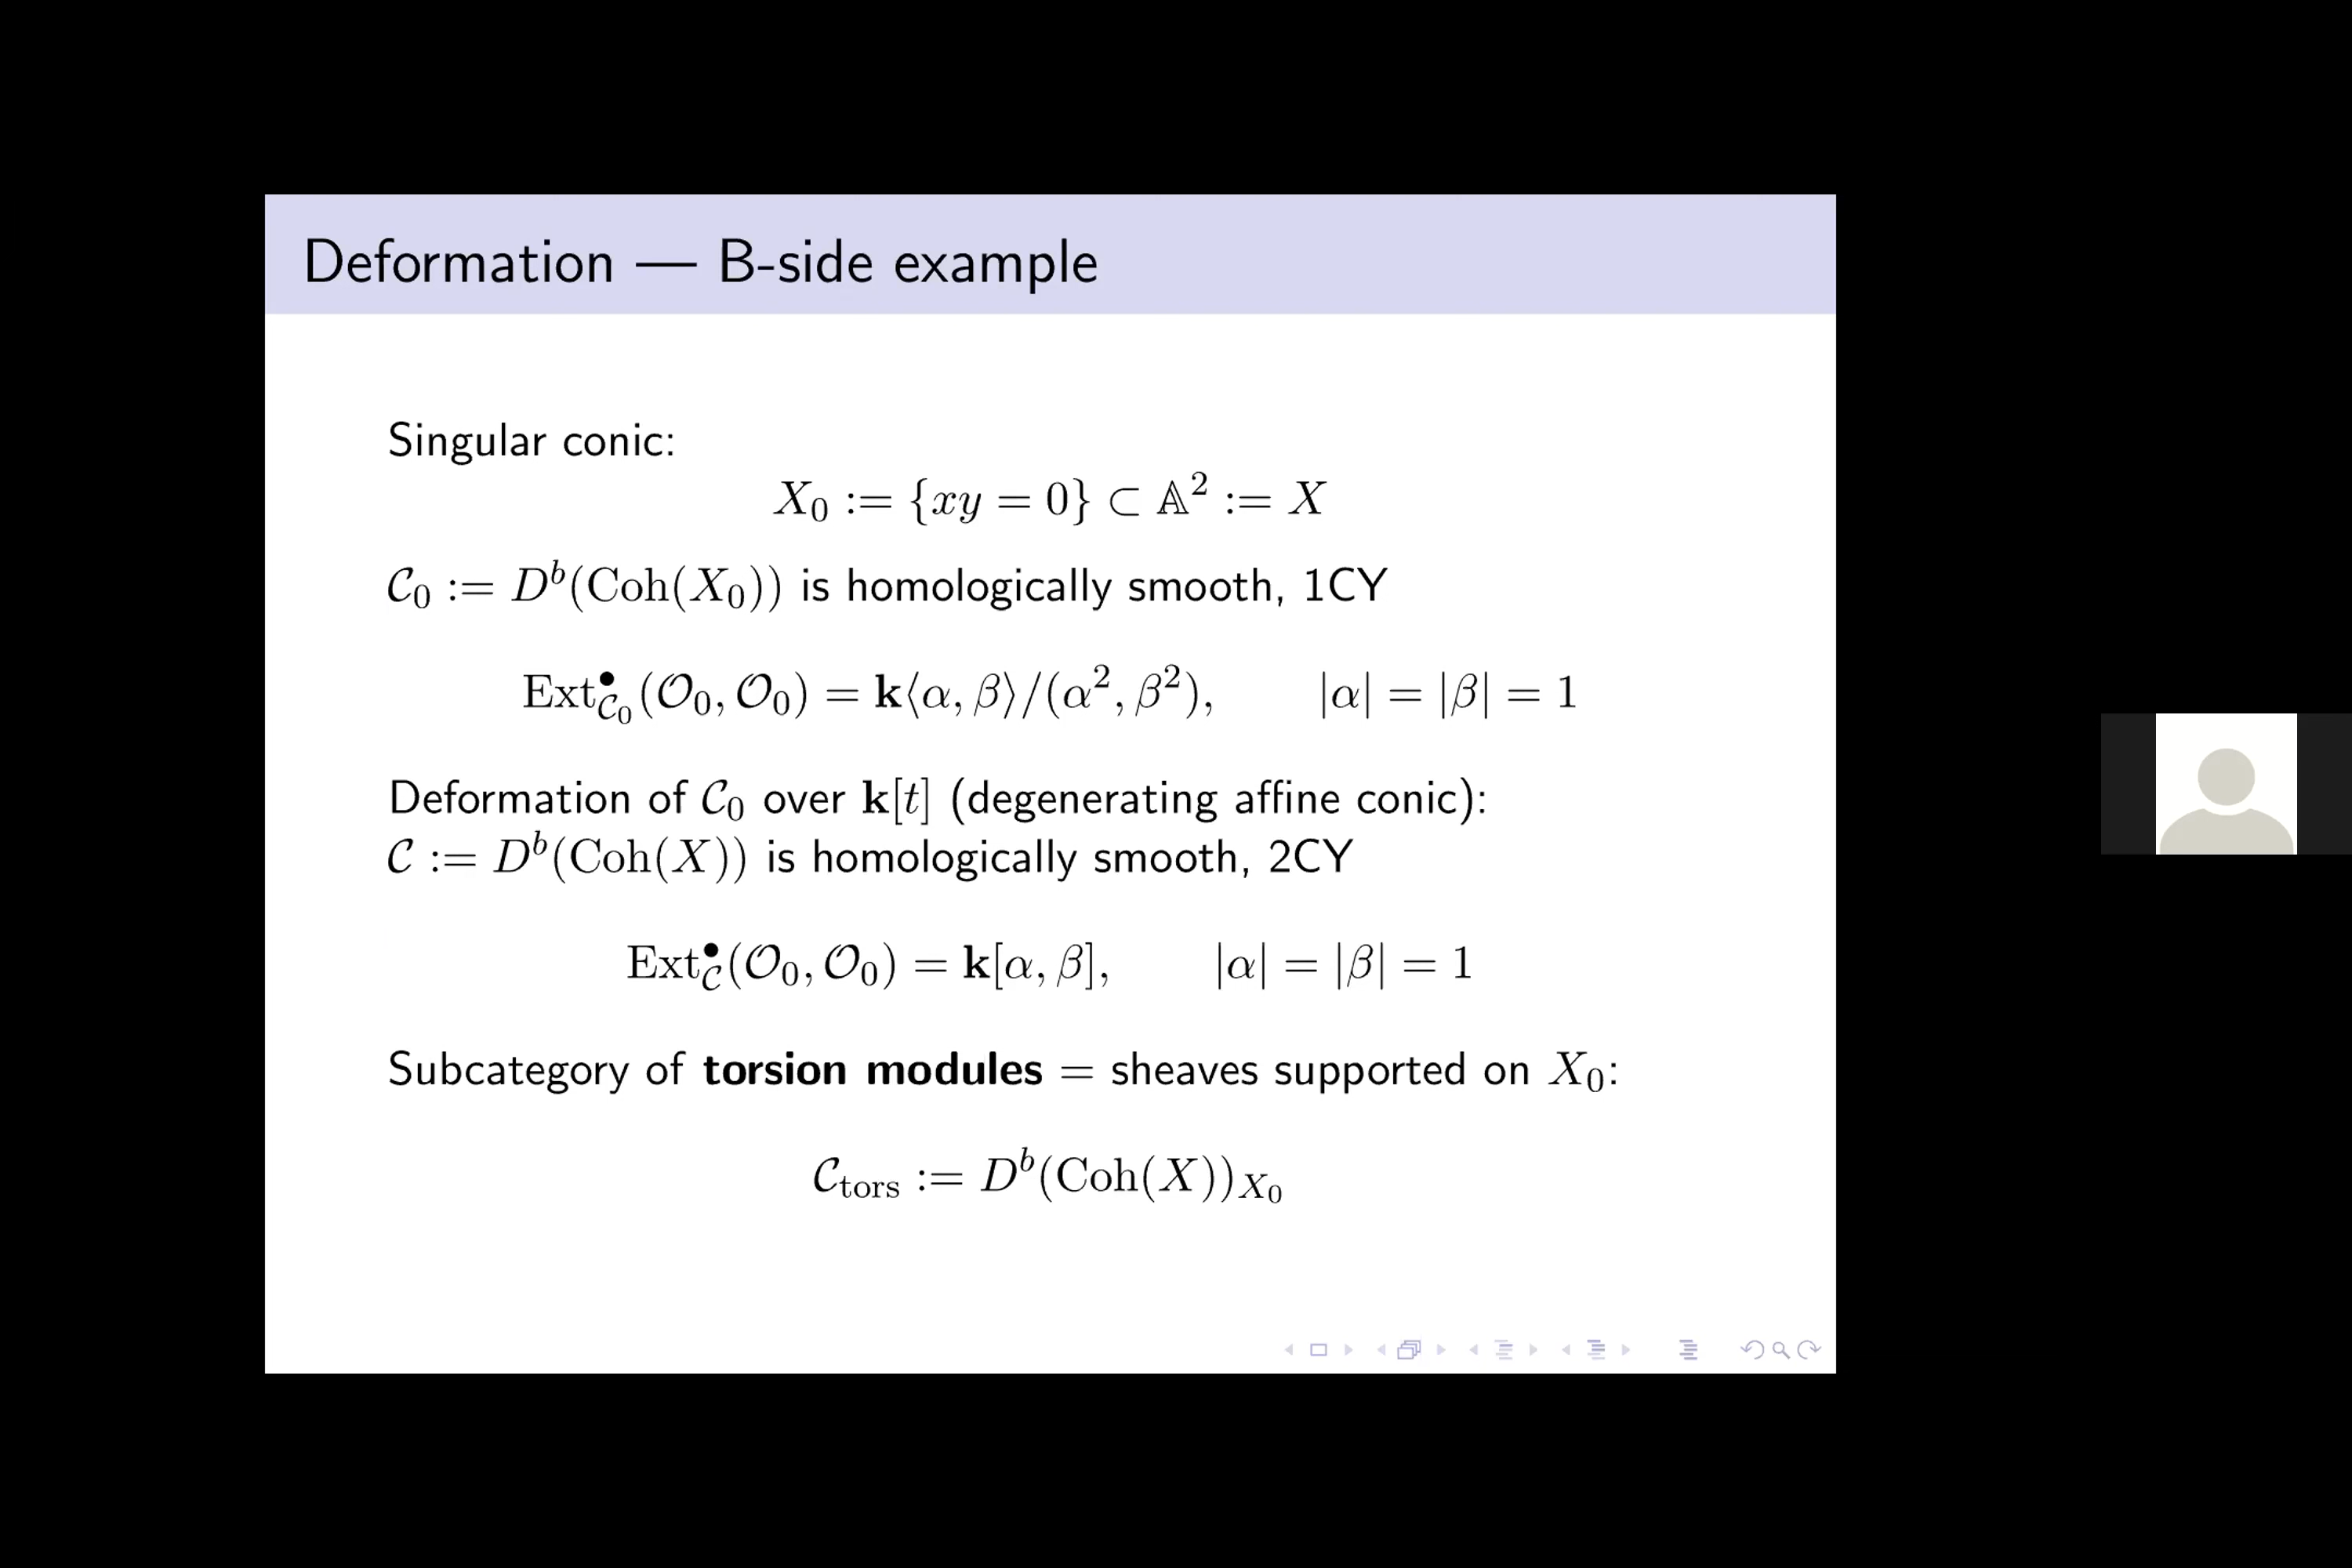 Deformation — B-side example
Singular conic:
X₀ := {xy = 0} ⊂ 𝔸² := X
𝒞₀ := Dᵇ(Coh(X₀)) is homologically smooth, 1CY
Ext•_𝒞₀(𝒪₀, 𝒪₀) = 𝐤⟨α, β⟩/(α², β²), |α| = |β| = 1
Deformation of 𝒞₀ over 𝐤[t] (degenerating affine conic):
𝒞 := Dᵇ(Coh(X)) is homologically smooth, 2CY
Ext•_𝒞(𝒪₀, 𝒪₀) = 𝐤[α, β], |α| = |β| = 1
Subcategory of torsion modules = sheaves supported on X₀:
𝒞_tors := Dᵇ(Coh(X))_X₀